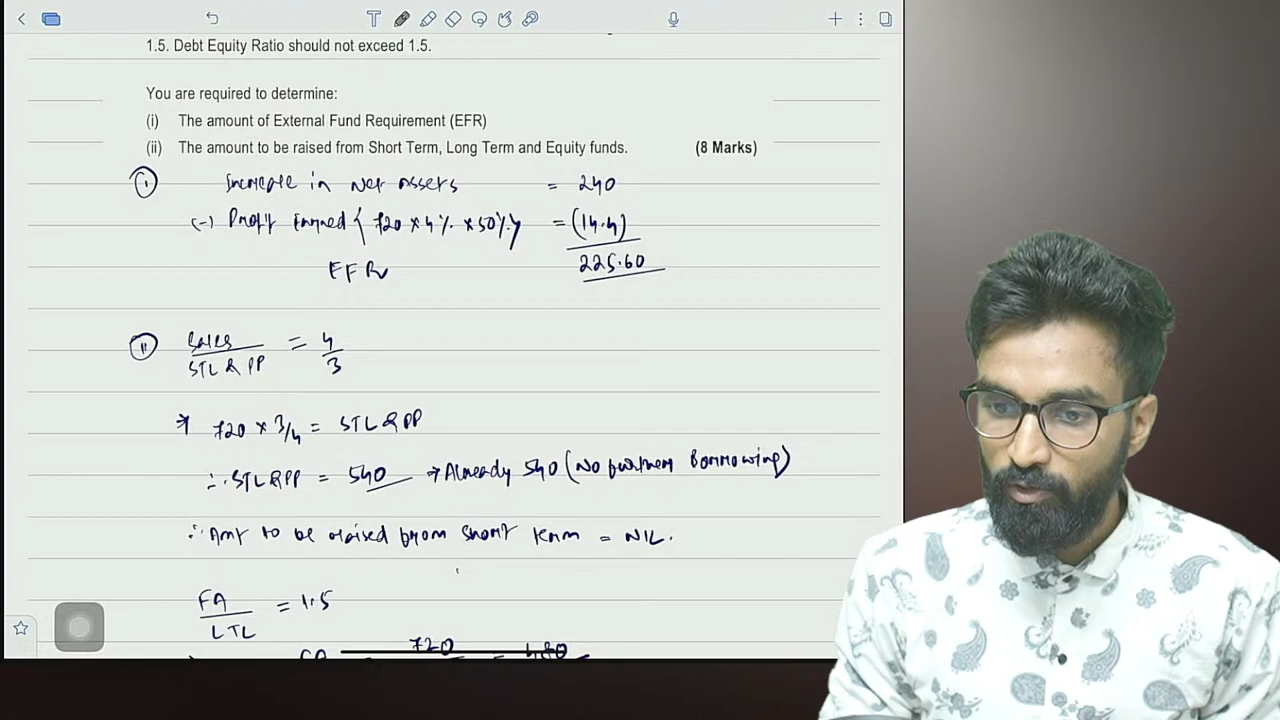 1.5. Debt Equity Ratio should not exceed 1.5.
You are required to determine:
(i) The amount of External Fund Requirement (EFR)
(ii) The amount to be raised from Short Term, Long Term and Equity funds. (8 Marks)
(i) Increase in Net Assets = 240
(-) Profit Earned { 720 × 4% × 50% } = (14.4)
EFR 225.60
(ii) Sales / STL & PP = 4/3
720 × 3/4 = STL & PP
∴ STL & PP = 540 → Already 540 (No further Borrowing)
∴ Amt to be raised from short term = NIL.
FA / LTL = 1.5
FA 720 = 480